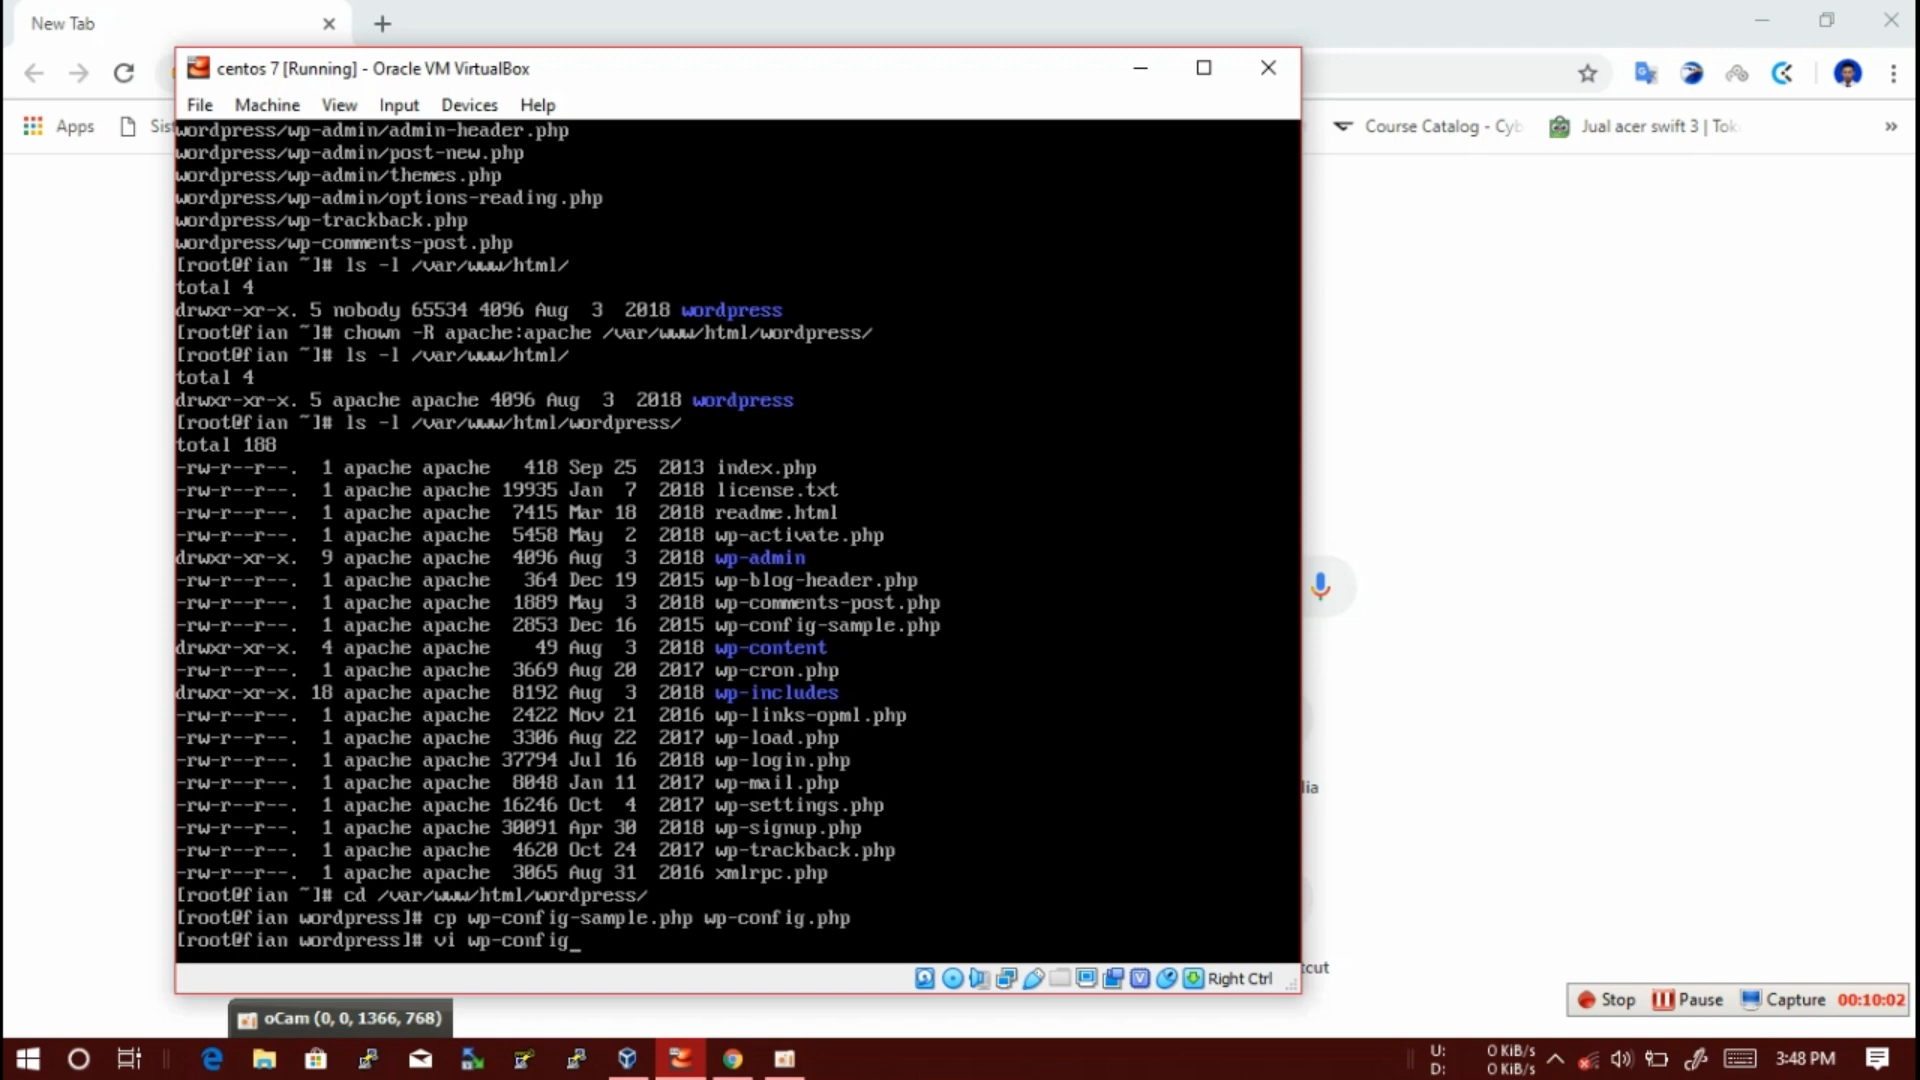 New Tab
centos 7 [Running] - Oracle VM VirtualBox
File Machine View Input Devices Help
Apps
Sist
Course Catalog - Cyb
Jual acer swift 3 | Tok
wordpress/wp-admin/admin-header.php
wordpress/wp-admin/post-new.php
wordpress/wp-admin/themes.php
wordpress/wp-admin/options-reading.php
wordpress/wp-trackback.php
wordpress/wp-comments-post.php
[root@fian ~]# ls -l /var/www/html/
total 4
drwxr-xr-x. 5 nobody 65534 4096 Aug  3  2018 wordpress
[root@fian ~]# chown -R apache:apache /var/www/html/wordpress/
[root@fian ~]# ls -l /var/www/html/
total 4
drwxr-xr-x. 5 apache apache 4096 Aug  3  2018 wordpress
[root@fian ~]# ls -l /var/www/html/wordpress/
total 188
-rw-r--r--.  1 apache apache   418 Sep 25  2013 index.php
-rw-r--r--.  1 apache apache 19935 Jan  7  2018 license.txt
-rw-r--r--.  1 apache apache  7415 Mar 18  2018 readme.html
-rw-r--r--.  1 apache apache  5458 May  2  2018 wp-activate.php
drwxr-xr-x.  9 apache apache  4096 Aug  3  2018 wp-admin
-rw-r--r--.  1 apache apache   364 Dec 19  2015 wp-blog-header.php
-rw-r--r--.  1 apache apache  1889 May  3  2018 wp-comments-post.php
-rw-r--r--.  1 apache apache  2853 Dec 16  2015 wp-config-sample.php
drwxr-xr-x.  4 apache apache    49 Aug  3  2018 wp-content
-rw-r--r--.  1 apache apache  3669 Aug 20  2017 wp-cron.php
drwxr-xr-x. 18 apache apache  8192 Aug  3  2018 wp-includes
-rw-r--r--.  1 apache apache  2422 Nov 21  2016 wp-links-opml.php
-rw-r--r--.  1 apache apache  3306 Aug 22  2017 wp-load.php
-rw-r--r--.  1 apache apache 37794 Jul 16  2018 wp-login.php
-rw-r--r--.  1 apache apache  8048 Jan 11  2017 wp-mail.php
-rw-r--r--.  1 apache apache 16246 Oct  4  2017 wp-settings.php
-rw-r--r--.  1 apache apache 30091 Apr 30  2018 wp-signup.php
-rw-r--r--.  1 apache apache  4620 Oct 24  2017 wp-trackback.php
-rw-r--r--.  1 apache apache  3065 Aug 31  2016 xmlrpc.php
[root@fian ~]# cd /var/www/html/wordpress/
[root@fian wordpress]# cp wp-config-sample.php wp-config.php
[root@fian wordpress]# vi wp-config_
lia
tcut
Right Ctrl
Stop Pause Capture 00:10:02
oCam (0, 0, 1366, 768)
U: 0 KiB/s
D: 0 KiB/s
3:48 PM